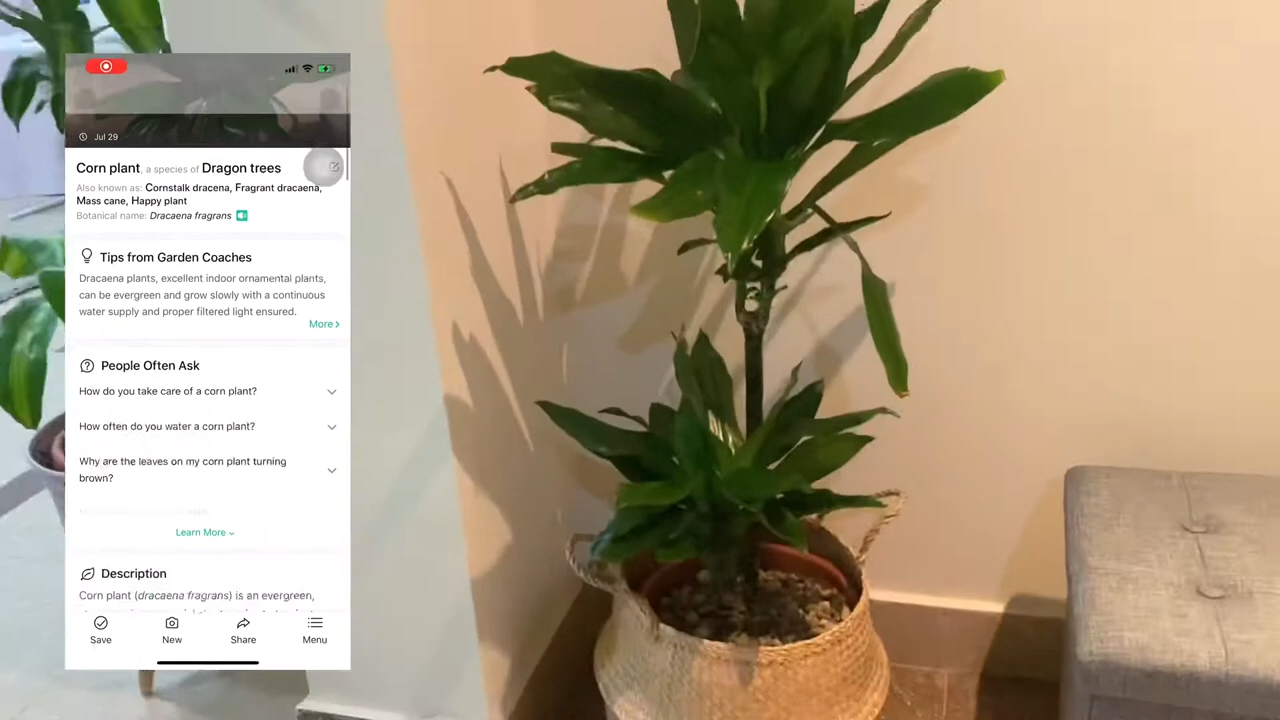 Jul 29
Corn plant, a species of Dragon trees
Also known as: Cornstalk dracena, Fragrant dracaena,
Mass cane, Happy plant
Botanical name: Dracaena fragrans
Tips from Garden Coaches
Dracaena plants, excellent indoor ornamental plants,
can be evergreen and grow slowly with a continuous
water supply and proper filtered light ensured.
More
People Often Ask
How do you take care of a corn plant?
How often do you water a corn plant?
Why are the leaves on my corn plant turning
brown?
Learn More
Description
Corn plant (dracaena fragrans) is an evergreen,
Save New Share Menu